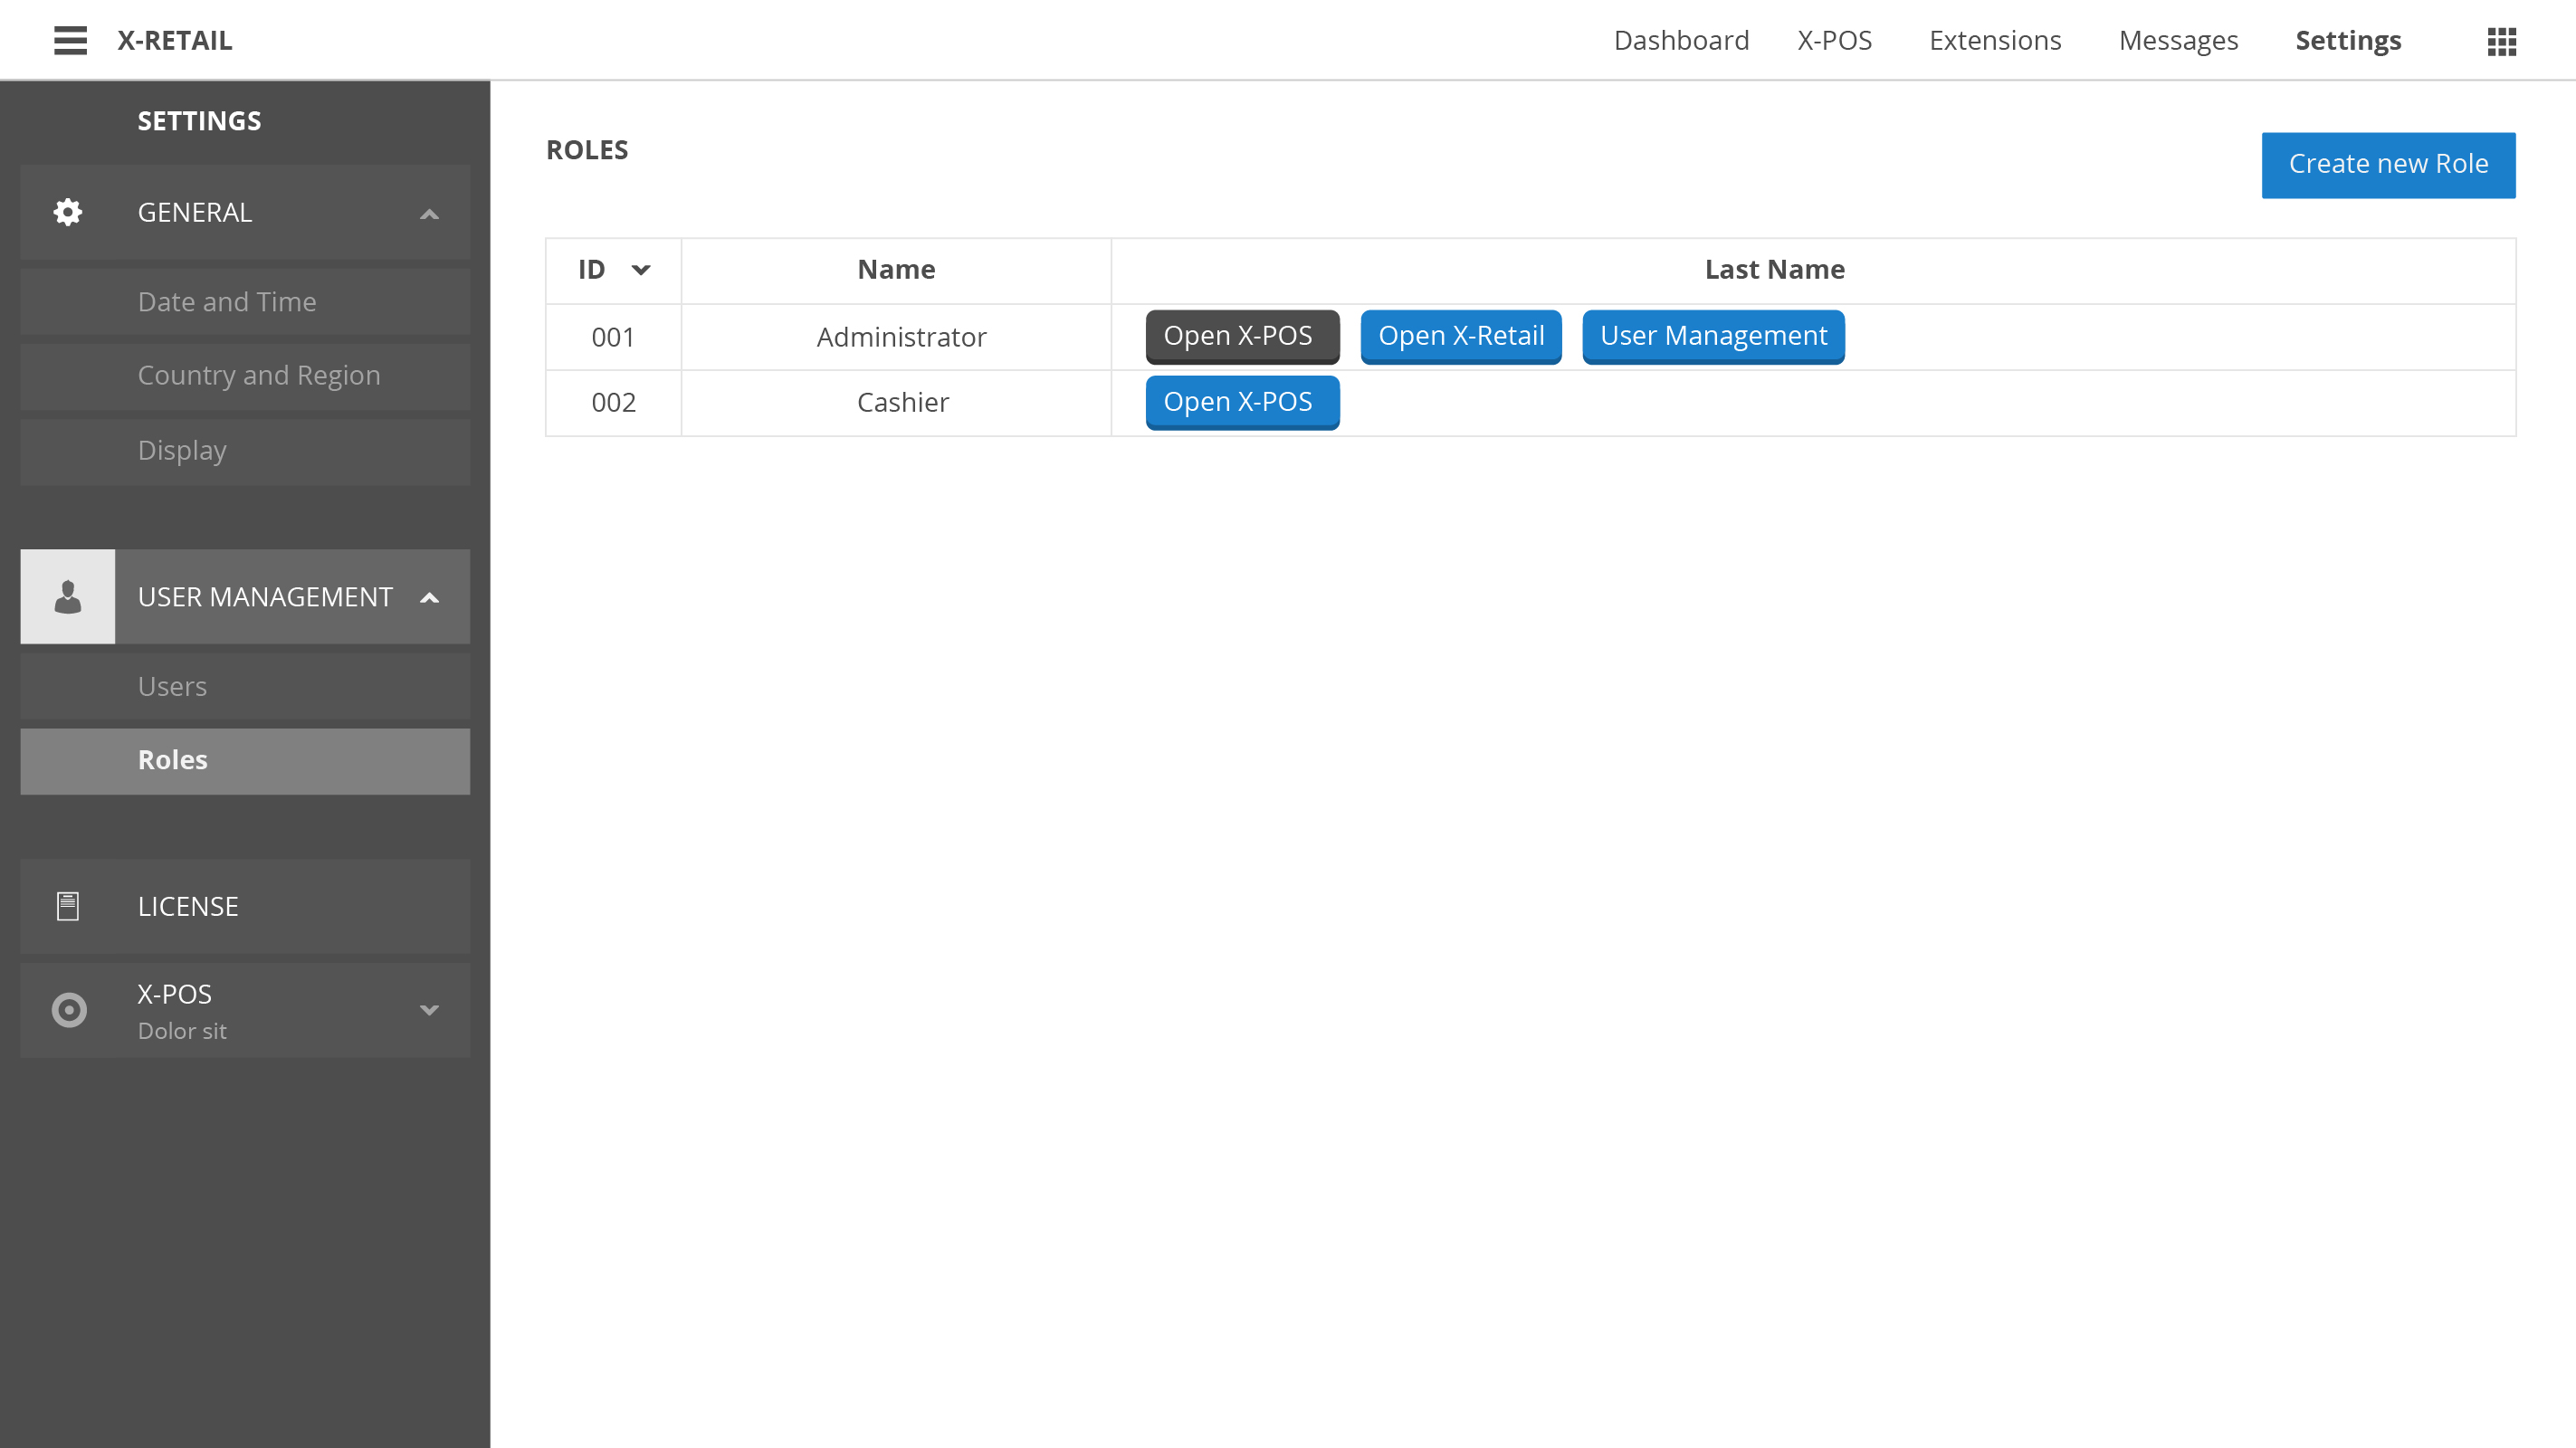 X-RETAIL
Dashboard X-POS Extensions Messages Settings
SETTINGS
GENERAL
Date and Time
Country and Region
Display
USER MANAGEMENT
Users
Roles
LICENSE
X-POS
Dolor sit
ROLES
Create new Role
ID Name Last Name
001 Administrator Open X-POS Open X-Retail User Management
002 Cashier Open X-POS